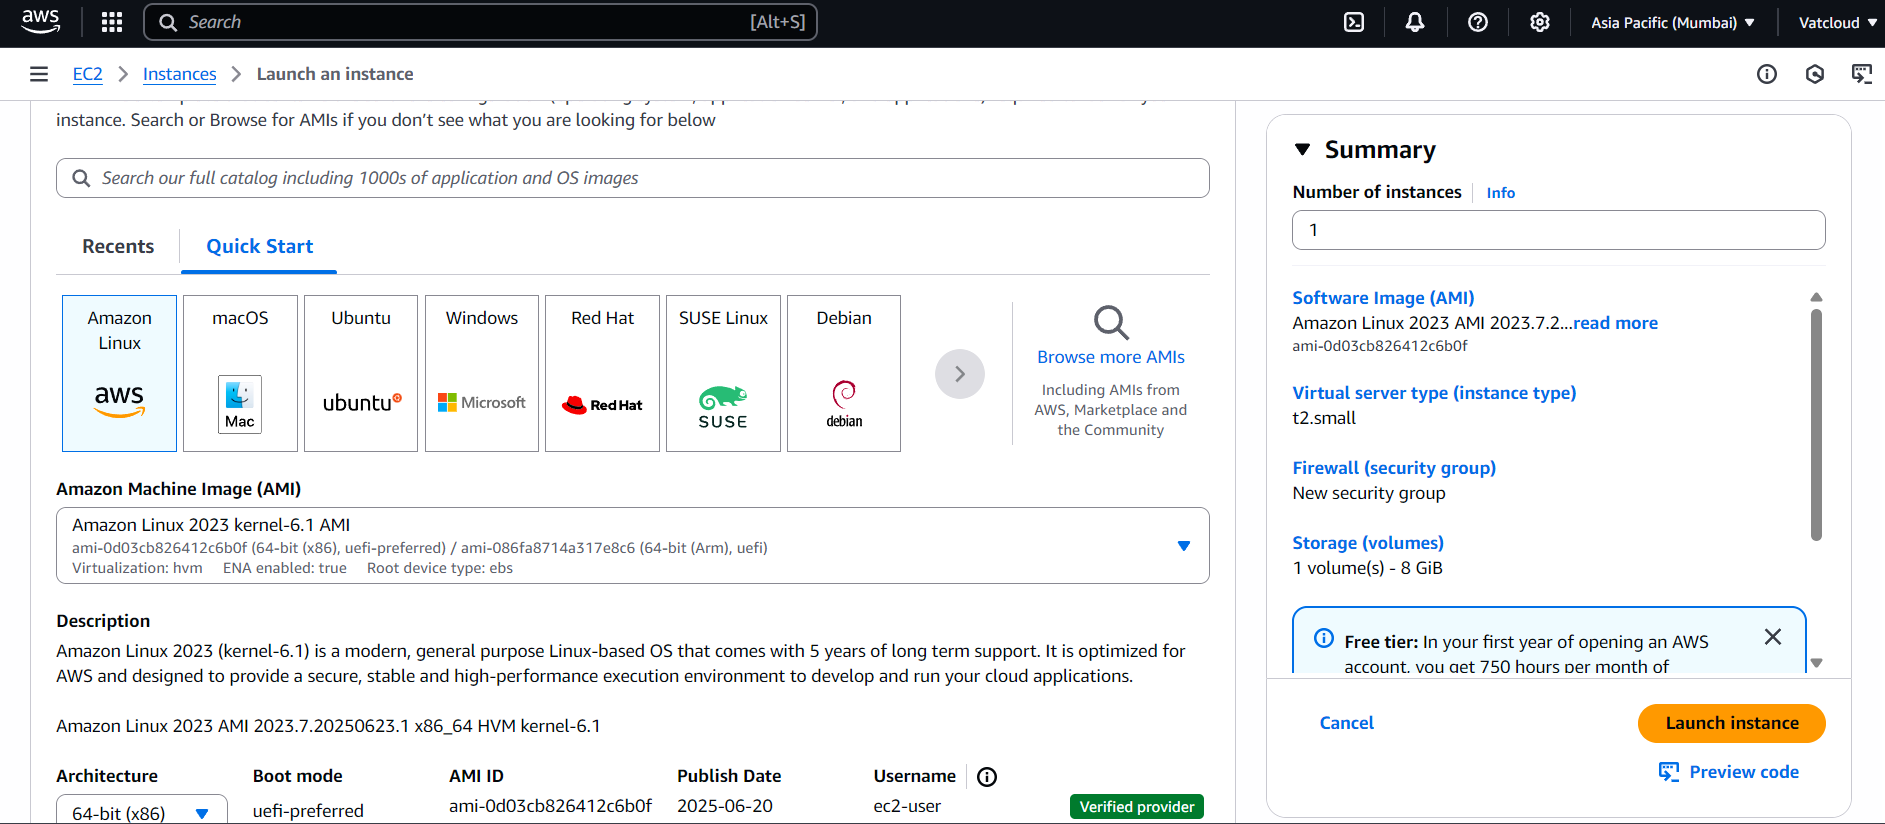 aws
Search [Alt+S]
Asia Pacific (Mumbai)
Vatcloud
EC2
Instances
Launch an instance
instance. Search or Browse for AMIs if you don’t see what you are looking for below
Search our full catalog including 1000s of application and OS images
Recents
Quick Start
Amazon
Linux
aws
macOS
Mac
Ubuntu
ubuntu
Windows
Microsoft
Red Hat
Red Hat
SUSE Linux
SUSE
Debian
debian
Browse more AMIs
Including AMIs from
AWS, Marketplace and
the Community
Amazon Machine Image (AMI)
Amazon Linux 2023 kernel-6.1 AMI
ami-0d03cb826412c6b0f (64-bit (x86), uefi-preferred) / ami-086fa8714a317e8c6 (64-bit (Arm), uefi)
Virtualization: hvm ENA enabled: true Root device type: ebs
Description
Amazon Linux 2023 (kernel-6.1) is a modern, general purpose Linux-based OS that comes with 5 years of long term support. It is optimized for
AWS and designed to provide a secure, stable and high-performance execution environment to develop and run your cloud applications.
Amazon Linux 2023 AMI 2023.7.20250623.1 x86_64 HVM kernel-6.1
Architecture Boot mode AMI ID Publish Date Username
64-bit (x86) uefi-preferred ami-0d03cb826412c6b0f 2025-06-20 ec2-user Verified provider
Summary
Number of instances Info
1
Software Image (AMI)
Amazon Linux 2023 AMI 2023.7.2...read more
ami-0d03cb826412c6b0f
Virtual server type (instance type)
t2.small
Firewall (security group)
New security group
Storage (volumes)
1 volume(s) - 8 GiB
Free tier: In your first year of opening an AWS
account, you get 750 hours per month of
Cancel
Launch instance
Preview code